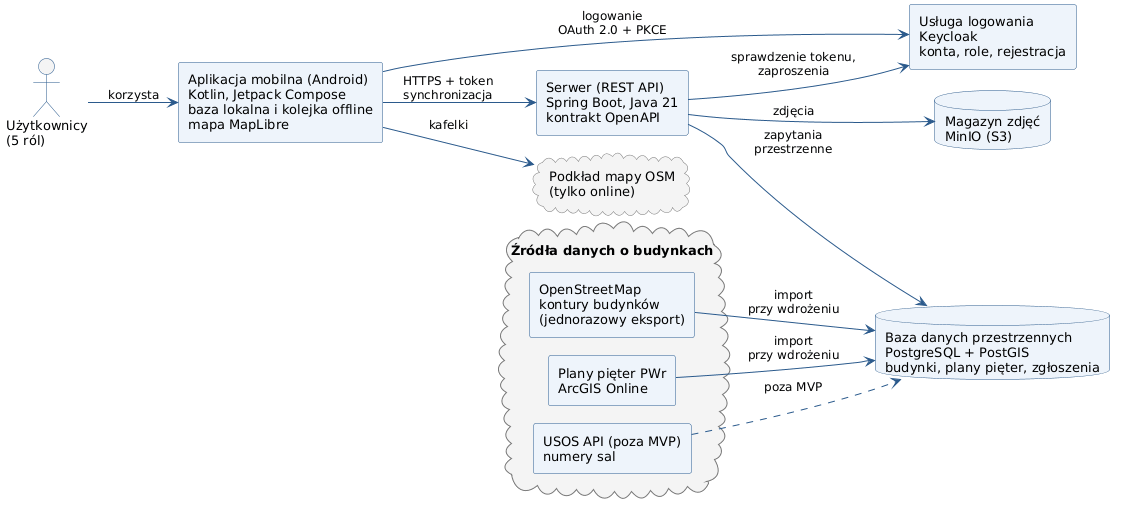 Użytkownicy
(5 ról)
korzysta
Aplikacja mobilna (Android)
Kotlin, Jetpack Compose
baza lokalna i kolejka offline
mapa MapLibre
logowanie
OAuth 2.0 + PKCE
HTTPS + token
synchronizacja
kafelki
Serwer (REST API)
Spring Boot, Java 21
kontrakt OpenAPI
Podkład mapy OSM
(tylko online)
sprawdzenie tokenu,
zaproszenia
zdjęcia
zapytania
przestrzenne
Usługa logowania
Keycloak
konta, role, rejestracja
Magazyn zdjęć
MinIO (S3)
Źródła danych o budynkach
OpenStreetMap
kontury budynków
(jednorazowy eksport)
Plany pięter PWr
ArcGIS Online
USOS API (poza MVP)
numery sal
import
przy wdrożeniu
import
przy wdrożeniu
poza MVP
Baza danych przestrzennych
PostgreSQL + PostGIS
budynki, plany pięter, zgłoszenia